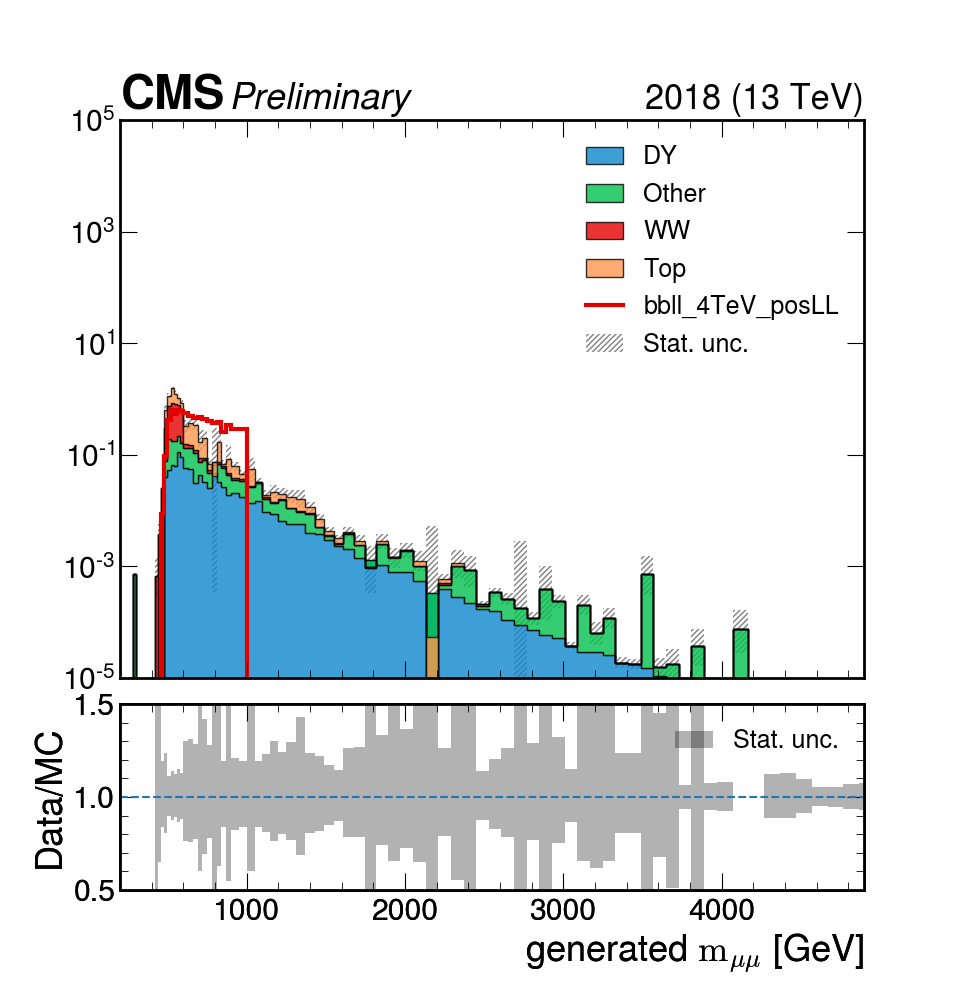 CMS Preliminary 2018 (13 TeV)
10^5
10^3
10^1
10^-1
10^-3
10^-5
DY
Other
WW
Top
bbll_4TeV_posLL
Stat. unc.
1.5
1.0
0.5
Data/MC
Stat. unc.
1000 2000 3000 4000
generated m_μμ [GeV]